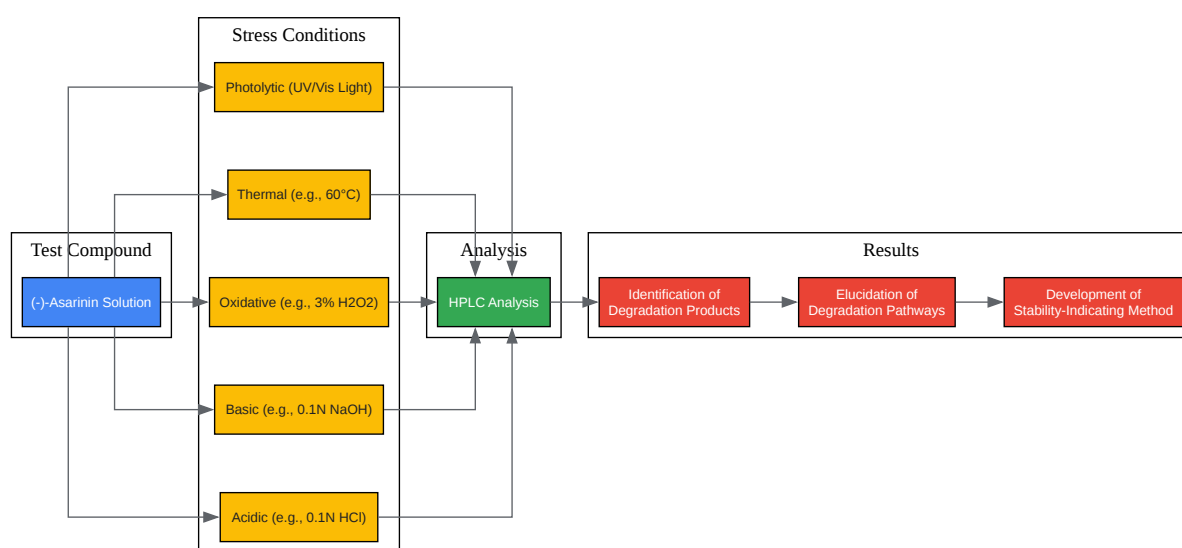 Stress Conditions
Photolytic (UV/Vis Light)
Thermal (e.g., 60°C)
Test Compound
Analysis
Results
(-)-Asarinin Solution
Oxidative (e.g., 3% H2O2)
HPLC Analysis
Identification of
Degradation Products
Elucidation of
Degradation Pathways
Development of
Stability-Indicating Method
Basic (e.g., 0.1N NaOH)
Acidic (e.g., 0.1N HCl)